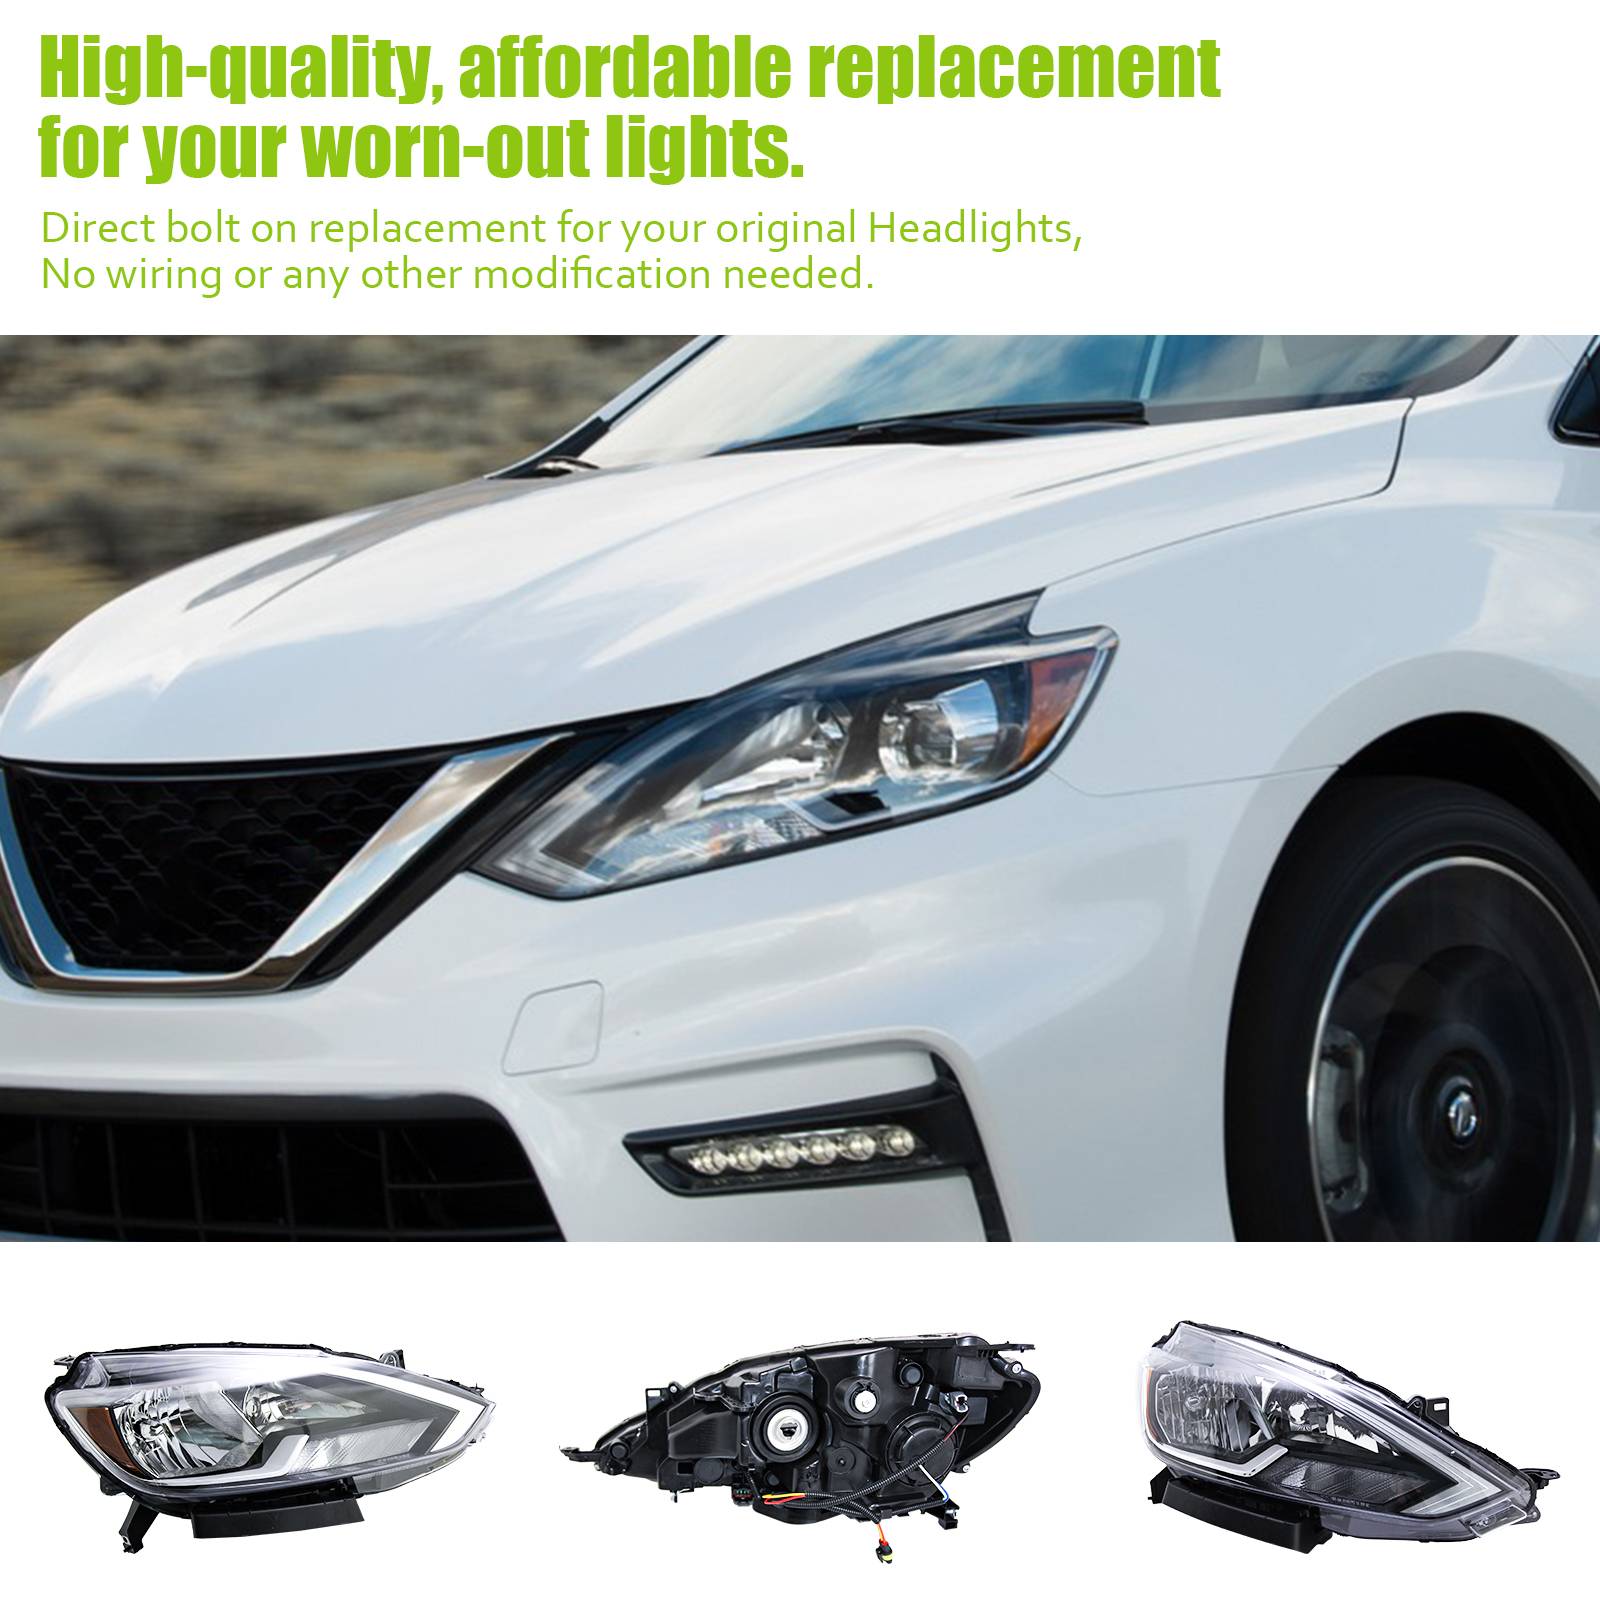 High-quality, affordable replacement
for your worn-out lights.
Direct bolt on replacement for your original Headlights,
No wiring or any other modification needed.